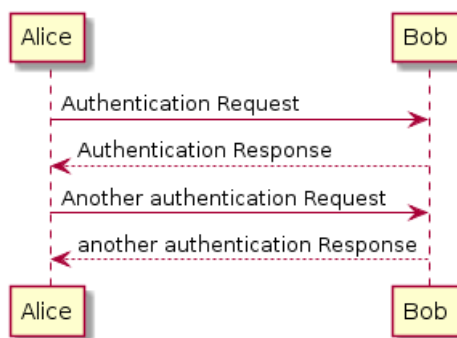 Alice
Bob
Authentication Request
Authentication Response
Another authentication Request
another authentication Response
Alice
Bob